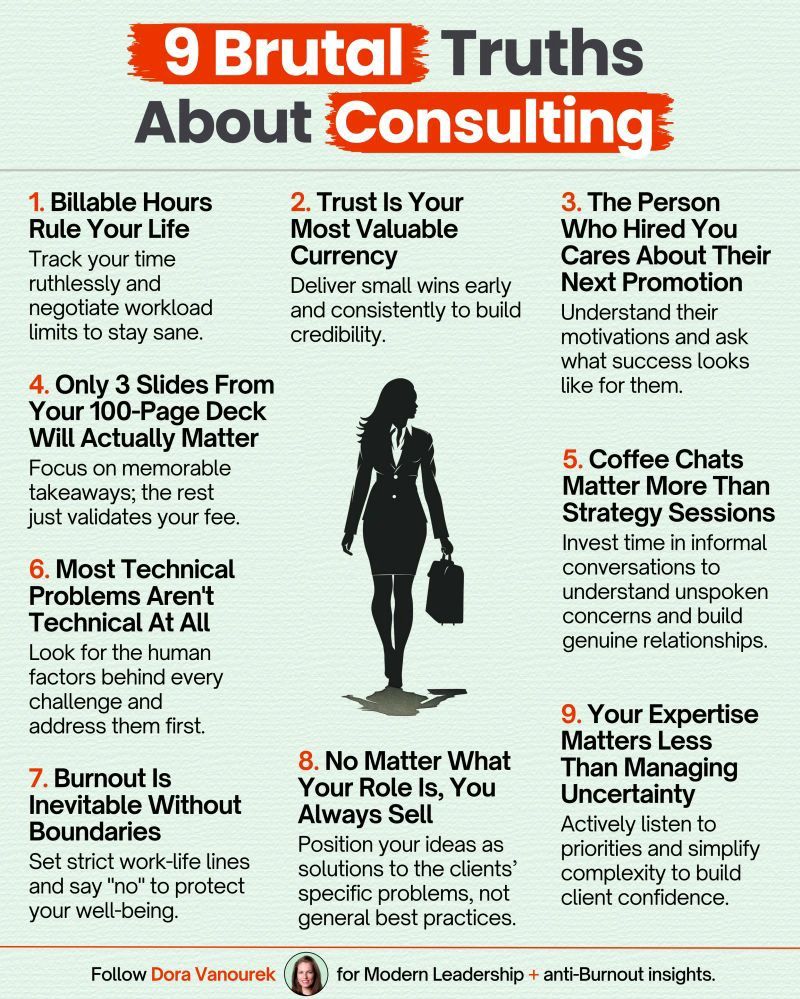 9 Brutal Truths
About Consulting
1. Billable Hours
Rule Your Life
Track your time
ruthlessly and
negotiate workload
limits to stay sane.
2. Trust Is Your
Most Valuable
Currency
Deliver small wins early
and consistently to build
credibility.
3. The Person
Who Hired You
Cares About Their
Next Promotion
Understand their
motivations and ask
what success looks
like for them.
4. Only 3 Slides From
Your 100-Page Deck
Will Actually Matter
Focus on memorable
takeaways; the rest
just validates your fee.
5. Coffee Chats
Matter More Than
Strategy Sessions
Invest time in informal
conversations to
understand unspoken
concerns and build
genuine relationships.
6. Most Technical
Problems Aren't
Technical At All
Look for the human
factors behind every
challenge and
address them first.
7. Burnout Is
Inevitable Without
Boundaries
Set strict work-life lines
and say "no" to protect
your well-being.
8. No Matter What
Your Role Is, You
Always Sell
Position your ideas as
solutions to the clients’
specific problems, not
general best practices.
9. Your Expertise
Matters Less
Than Managing
Uncertainty
Actively listen to
priorities and simplify
complexity to build
client confidence.
Follow Dora Vanourek for Modern Leadership + anti-Burnout insights.